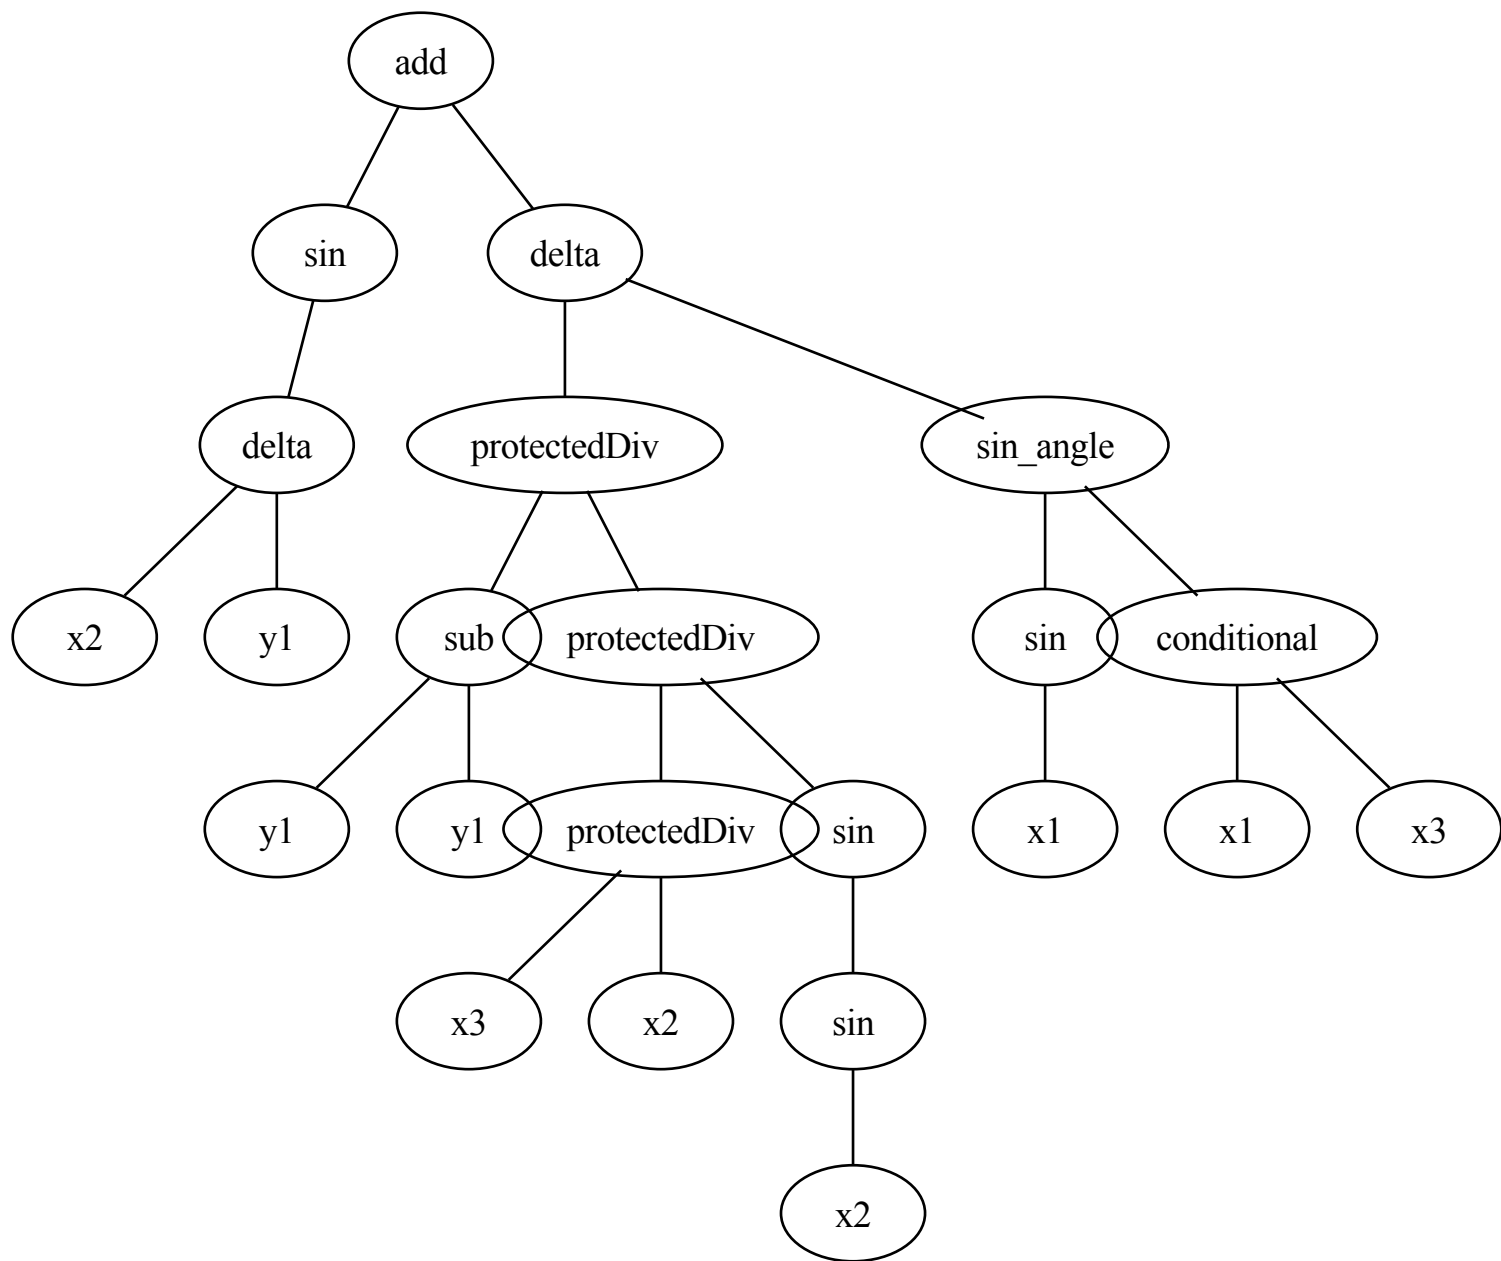 add
sin delta
delta protectedDiv sin_angle
x2 y1 sub protectedDiv sin conditional
y1 y1 protectedDiv sin x1 x1 x3
x3 x2 sin
x2